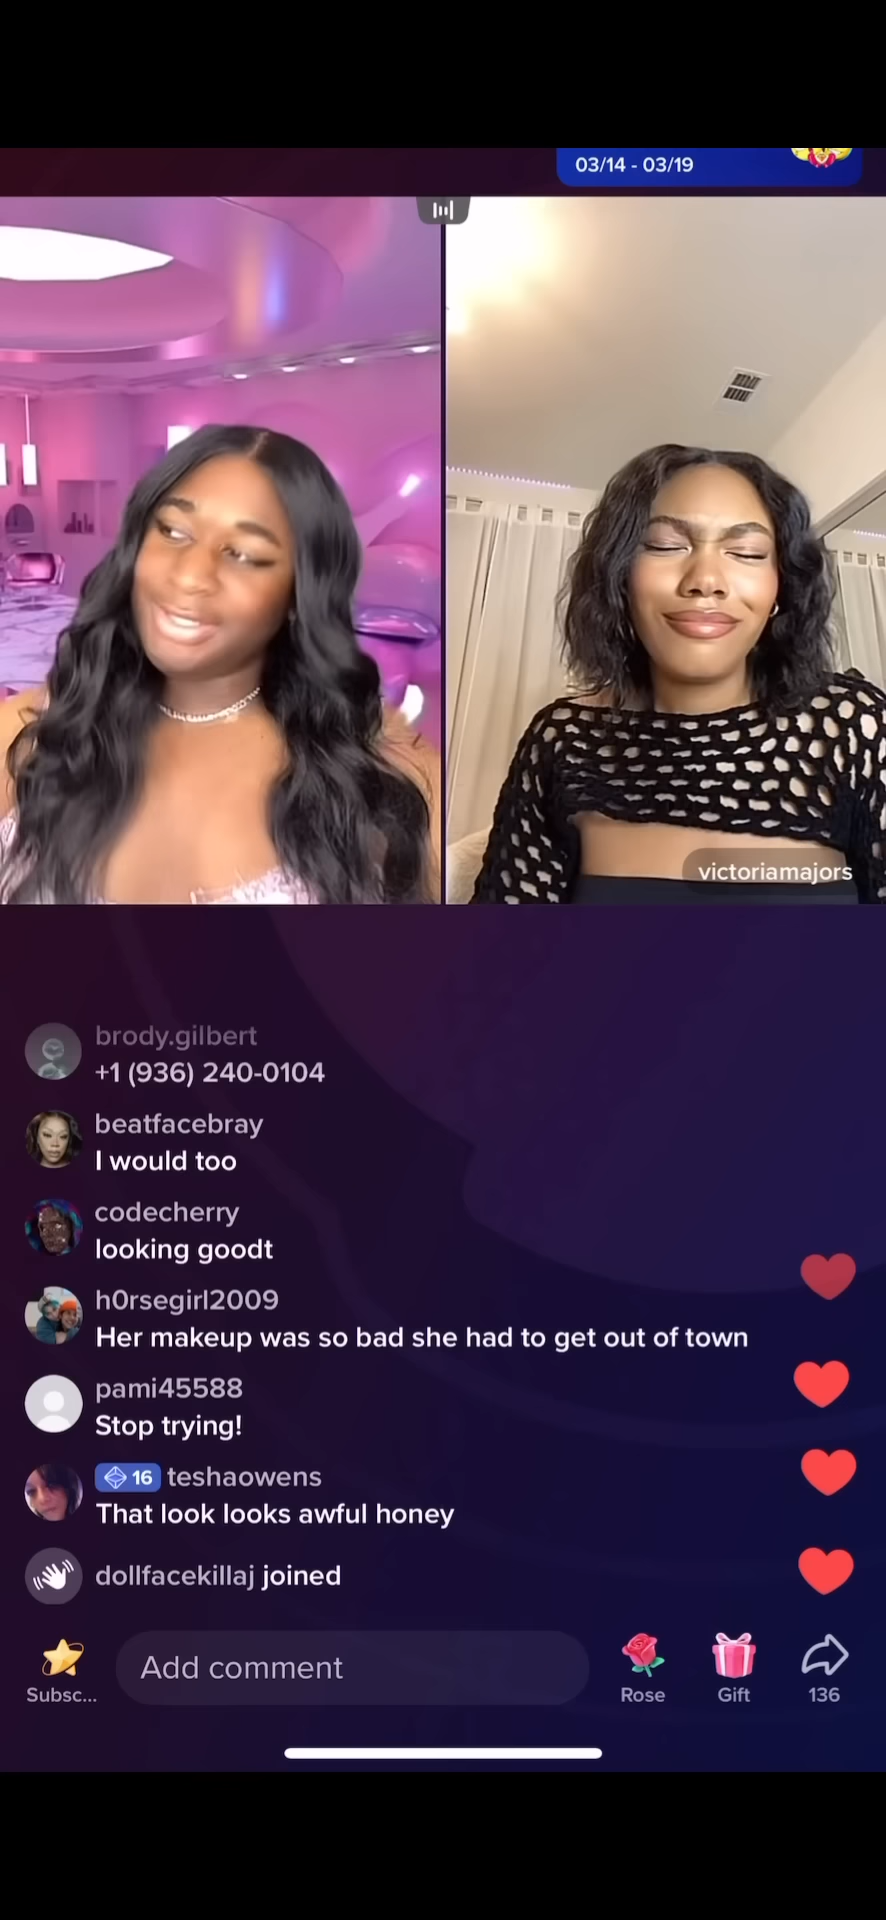 03/14 - 03/19
victoriamajors
brody.gilbert
+1 (936) 240-0104
beatfacebray
I would too
codecherry
looking goodt
h0rsegirl2009
Her makeup was so bad she had to get out of town
pami45588
Stop trying!
16 teshaowens
That look looks awful honey
dollfacekillaj joined
Add comment
Subsc... Rose Gift 136